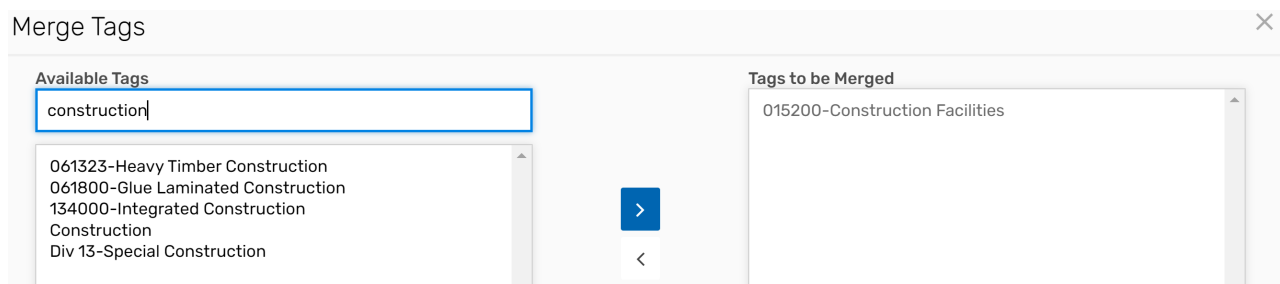 Merge Tags
Available Tags
construction
061323-Heavy Timber Construction
061800-Glue Laminated Construction
134000-Integrated Construction
Construction
Div 13-Special Construction
Tags to be Merged
015200-Construction Facilities